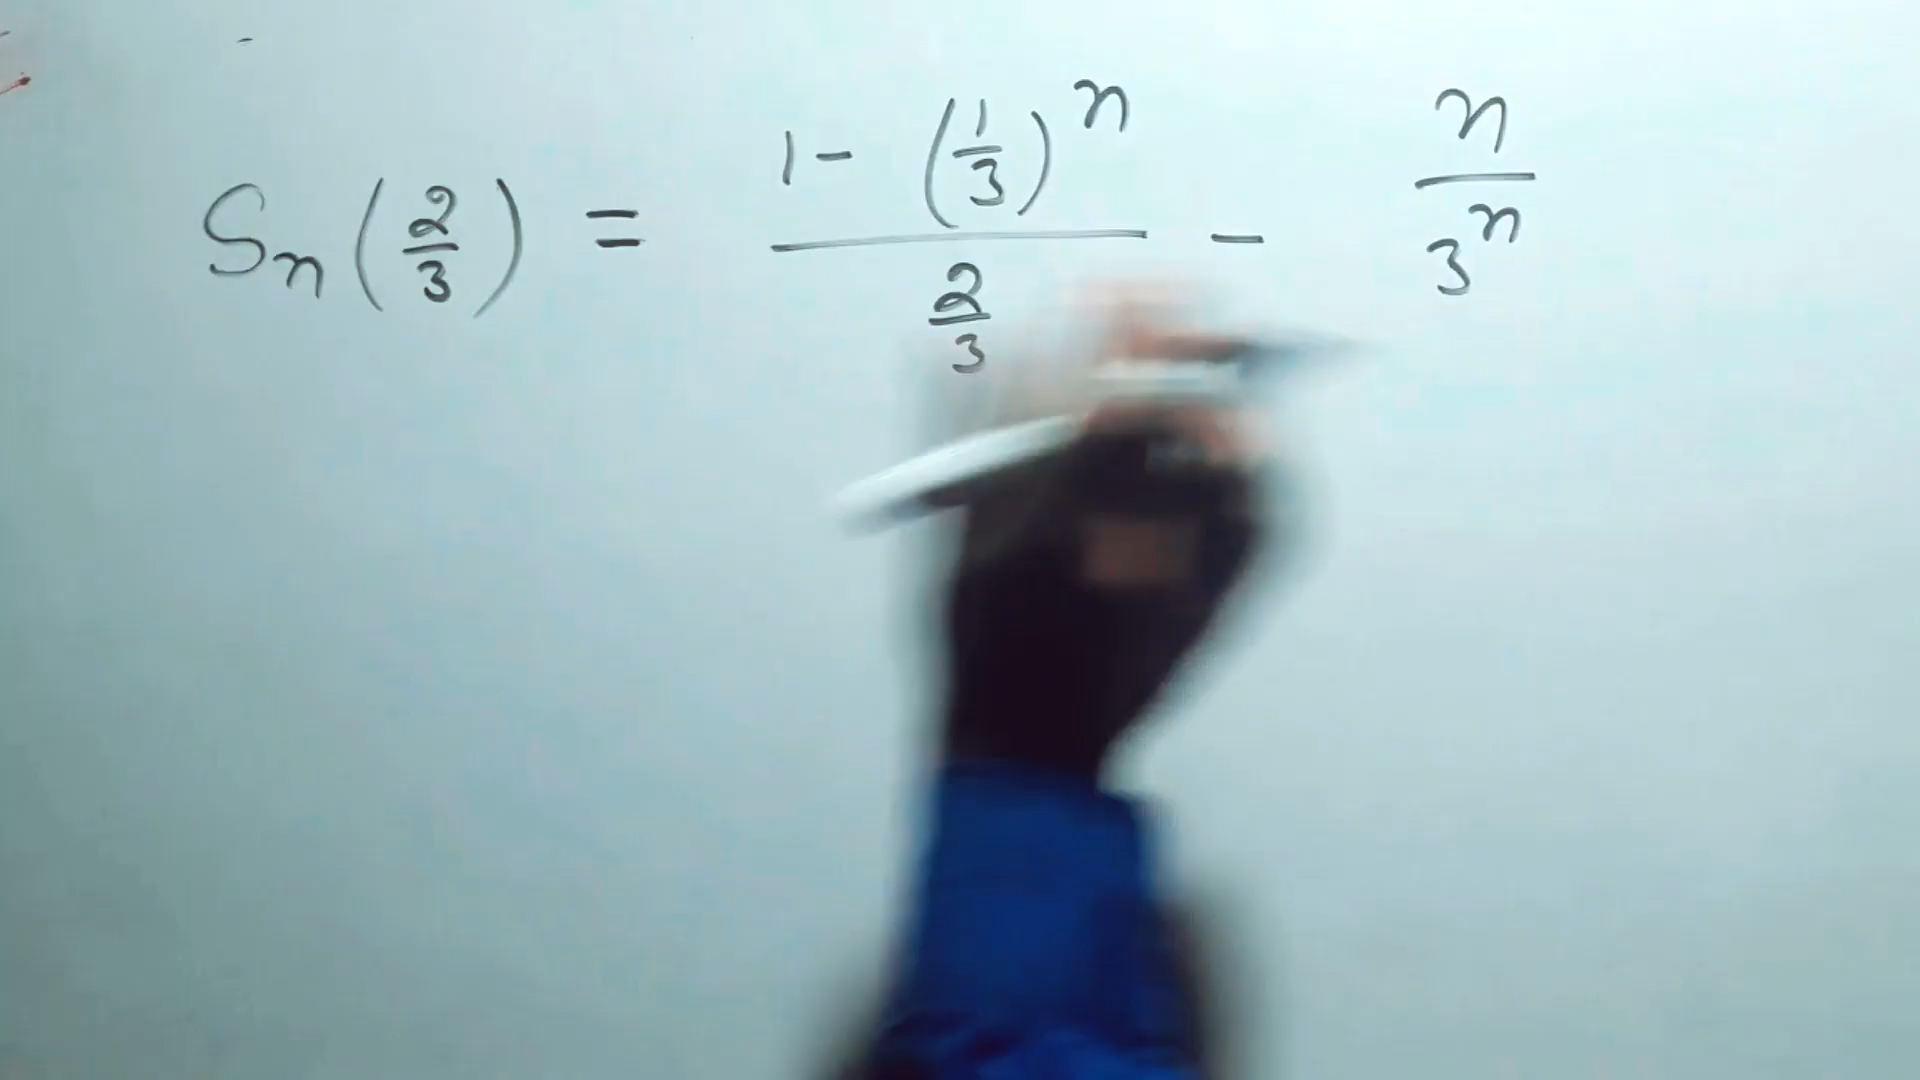 Sn(2/3) = (1 - (1/3)^n)/(2/3) - n/3^n